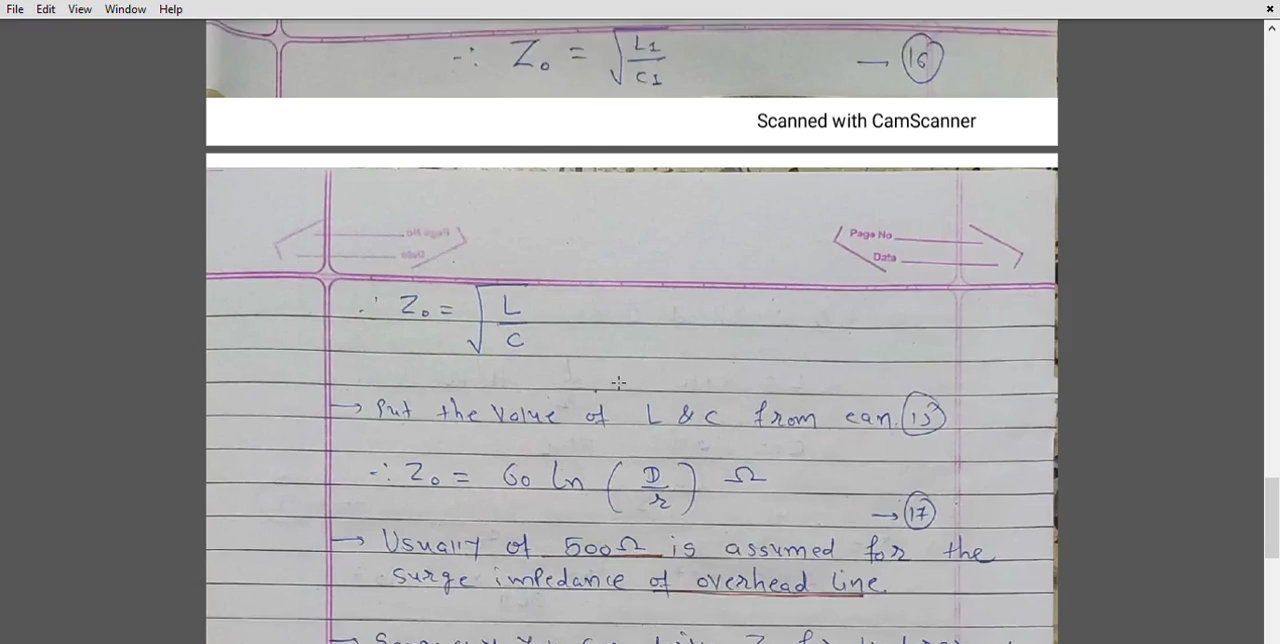 File Edit View Window Help
∴ Z₀ = √(L1/C1) → (16)
Scanned with CamScanner
Page No
Data
∴ Z₀ = √(L/C)
→ Put the Value of L & C from eqn. (15)
∴ Z₀ = 60 ln (D/r) Ω
→ (17)
→ Usually of 500Ω is assumed for the
surge impedance of overhead line.